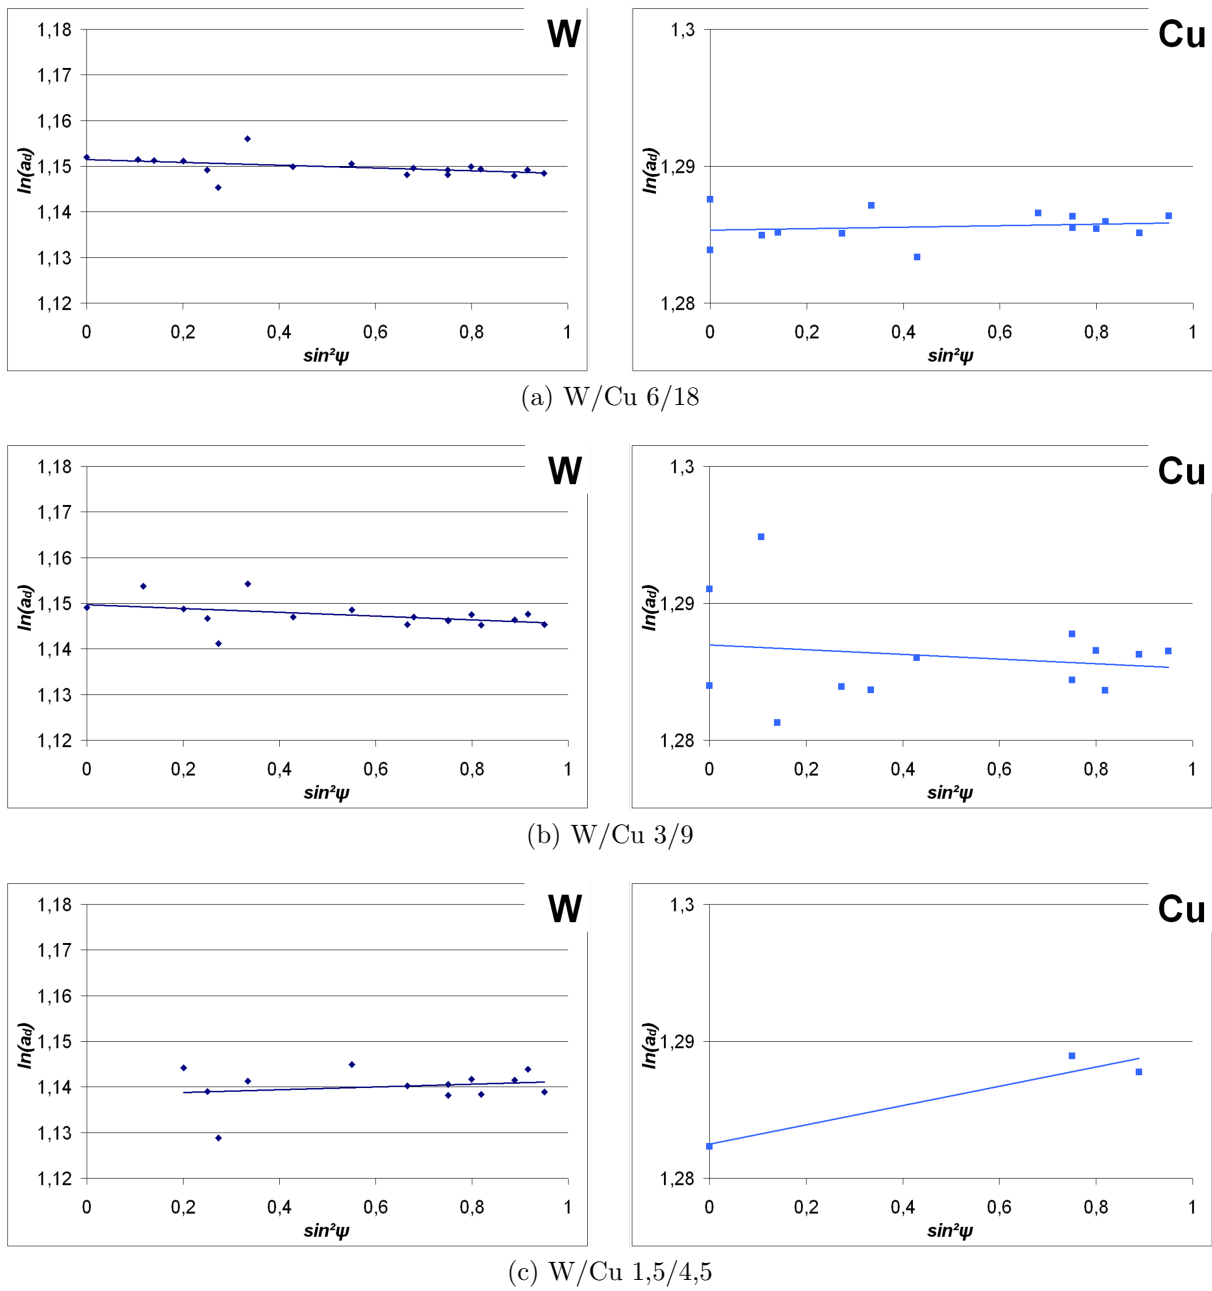 W
1,18
1,17
1,16
1,15
1,14
1,13
1,12
ln(ad)
0 0,2 0,4 0,6 0,8 1
sin²ψ
Cu
1,3
1,29
1,28
ln(ad)
0 0,2 0,4 0,6 0,8 1
sin²ψ
(a) W/Cu 6/18
W
1,18
1,17
1,16
1,15
1,14
1,13
1,12
ln(ad)
0 0,2 0,4 0,6 0,8 1
sin²ψ
Cu
1,3
1,29
1,28
ln(ad)
0 0,2 0,4 0,6 0,8 1
sin²ψ
(b) W/Cu 3/9
W
1,18
1,17
1,16
1,15
1,14
1,13
1,12
ln(ad)
0 0,2 0,4 0,6 0,8 1
sin²ψ
Cu
1,3
1,29
1,28
ln(ad)
0 0,2 0,4 0,6 0,8 1
sin²ψ
(c) W/Cu 1,5/4,5